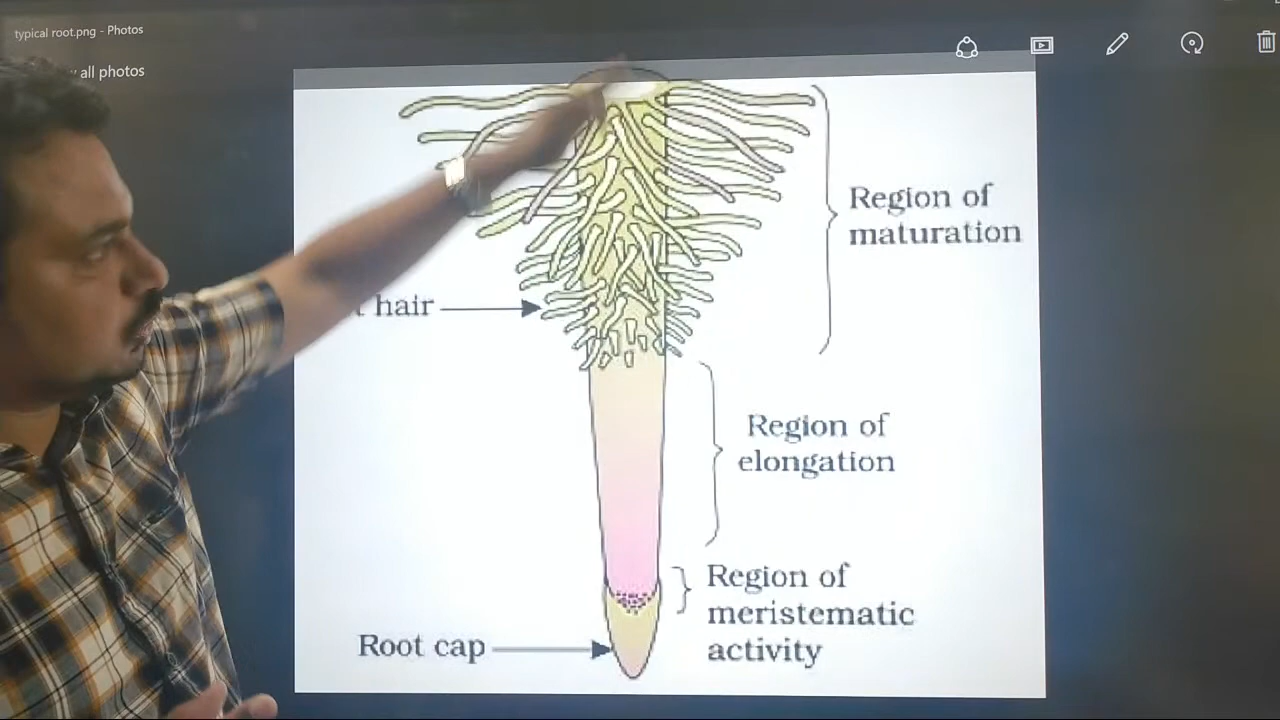 typical root.png - Photos
all photos
Region of
maturation
hair
Region of
elongation
Region of
meristematic
activity
Root cap